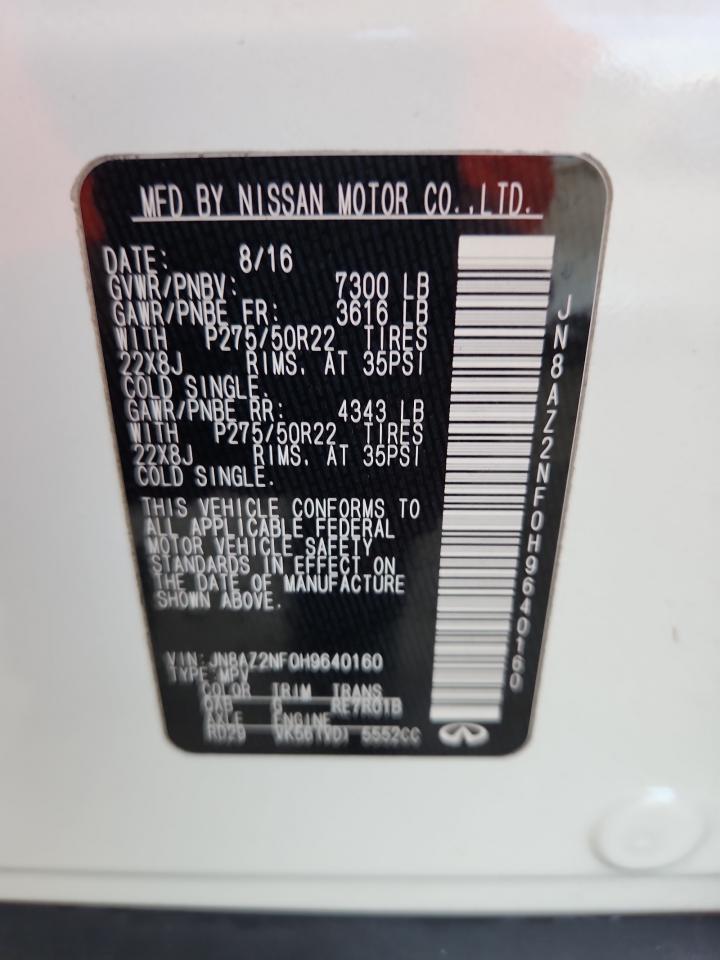 MFD BY NISSAN MOTOR CO.,LTD.
DATE: 8/16
GVWR/PNBV: 7300 LB
GAWR/PNBE FR: 3616 LB
WITH P275/50R22 TIRES
22X8J RIMS. AT 35PSI
COLD SINGLE.
GAWR/PNBE RR: 4343 LB
WITH P275/50R22 TIRES
22X8J RIMS. AT 35PSI
COLD SINGLE.
THIS VEHICLE CONFORMS TO
ALL APPLICABLE FEDERAL
MOTOR VEHICLE SAFETY
STANDARDS IN EFFECT ON
THE DATE OF MANUFACTURE
SHOWN ABOVE.
VIN: JN8AZ2NF0H9640160
TYPE: MPV
COLOR TRIM TRANS
QAB G RE7R01B
AXLE ENGINE
RD29 VK56(VD) 5552CC
JN8AZ2NF0H9640160